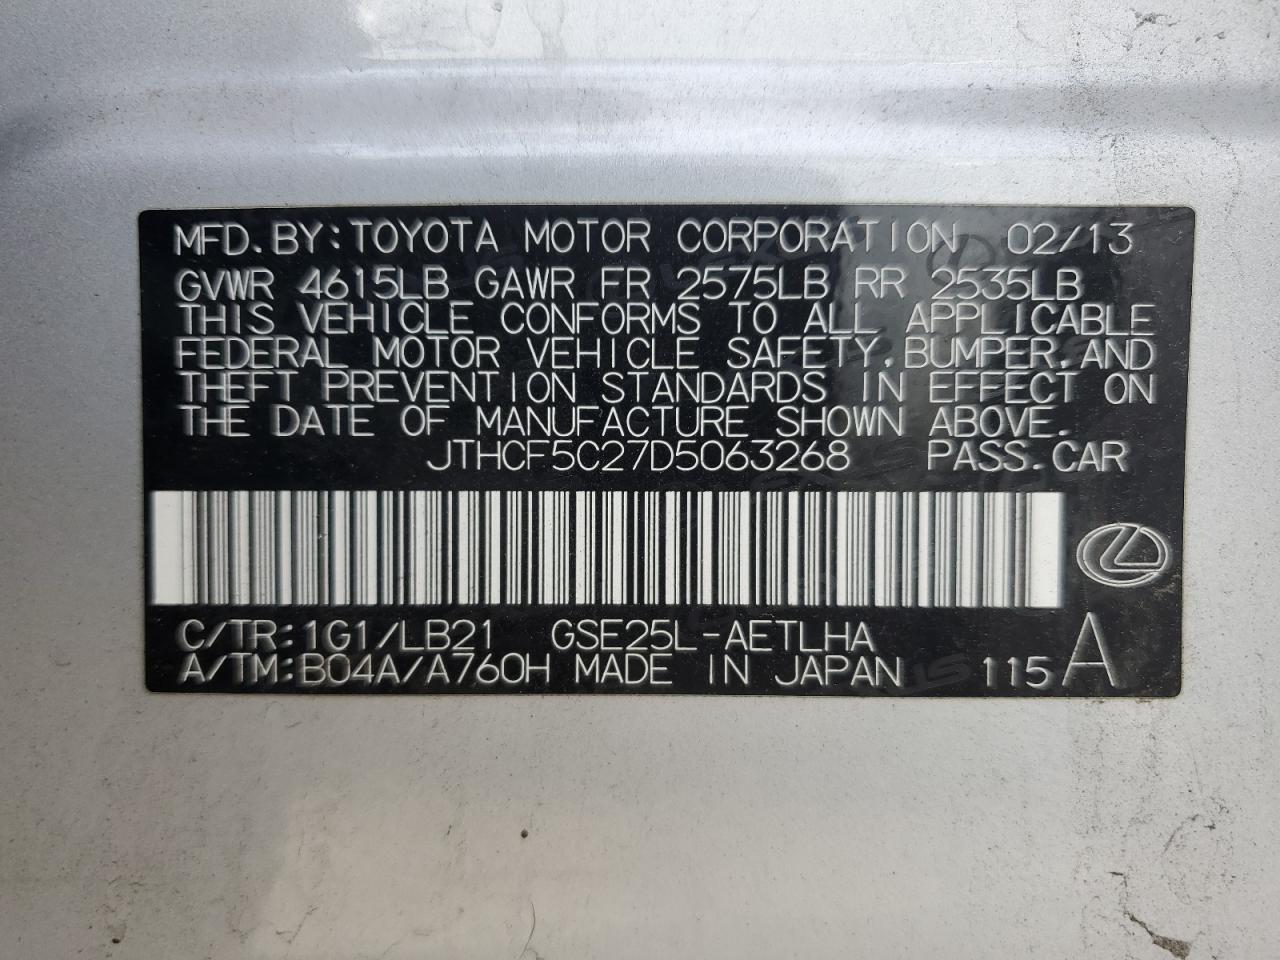 MFD. BY: TOYOTA MOTOR CORPORATION 02/13
GVWR 4615LB GAWR FR 2575LB RR 2535LB
THIS VEHICLE CONFORMS TO ALL APPLICABLE
FEDERAL MOTOR VEHICLE SAFETY, BUMPER, AND
THEFT PREVENTION STANDARDS IN EFFECT ON
THE DATE OF MANUFACTURE SHOWN ABOVE.
JTHCF5C27D5063268 PASS. CAR
C/TR: 1G1/LB21 GSE25L-AETLHA
A/TM: B04A/A760H MADE IN JAPAN 115 A